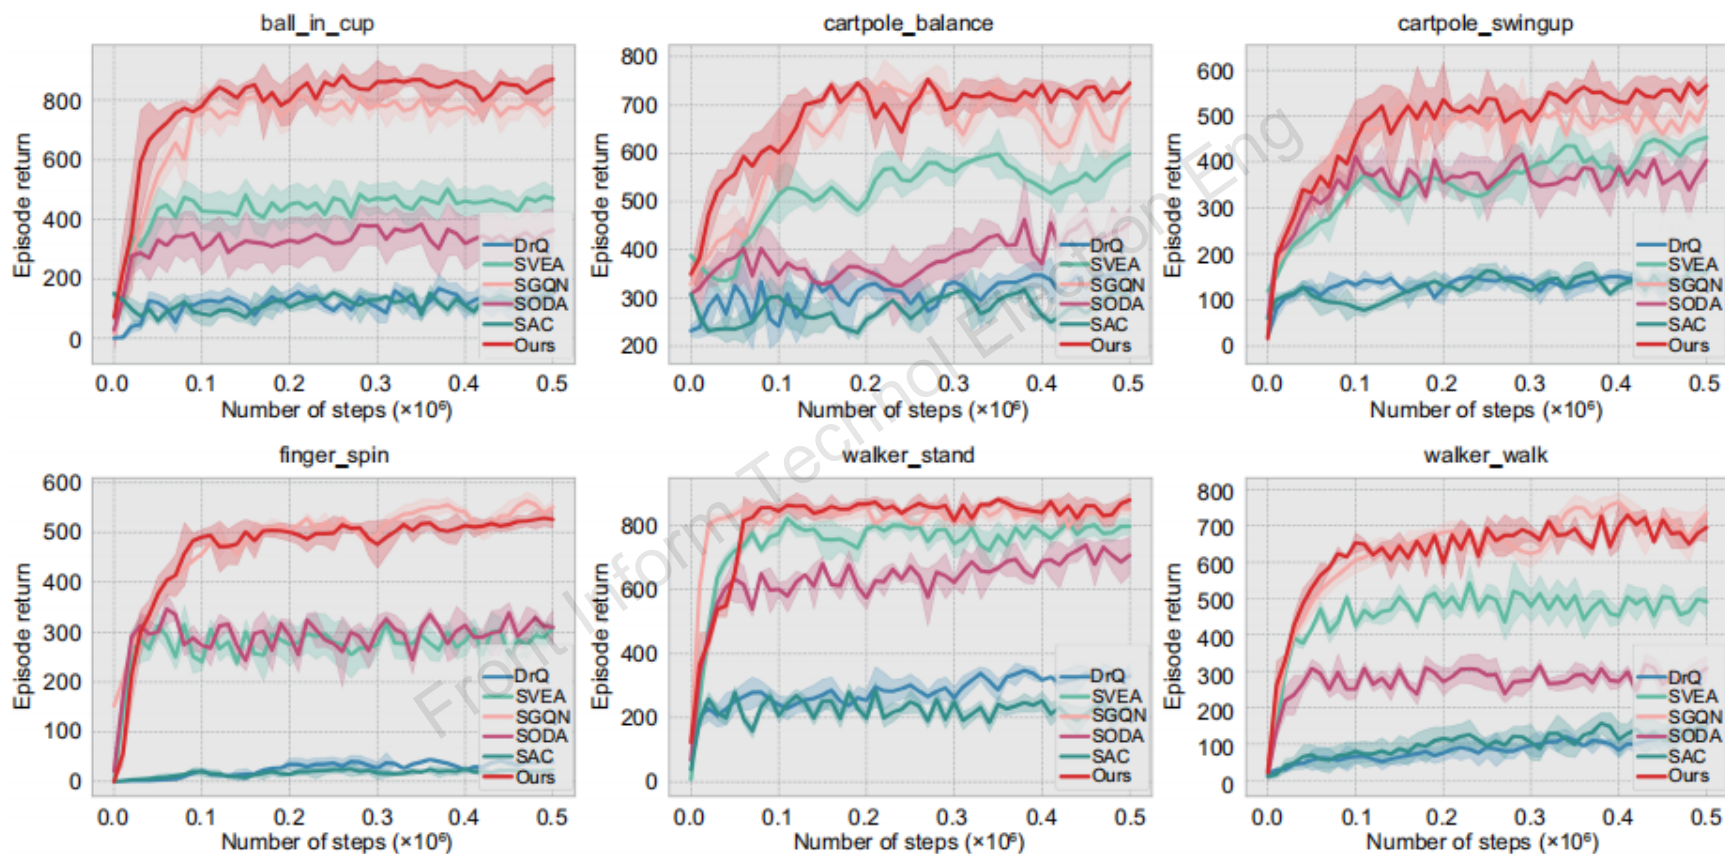 ball_in_cup
Episode return
800
600
400
200
0
DrQ
SVEA
SGQN
SODA
SAC
Ours
0.0 0.1 0.2 0.3 0.4 0.5
Number of steps (×10⁶)
cartpole_balance
Episode return
800
700
600
500
400
300
200
DrQ
SVEA
SGQN
SODA
SAC
Ours
0.0 0.1 0.2 0.3 0.4 0.5
Number of steps (×10⁶)
cartpole_swingup
Episode return
600
500
400
300
200
100
0
DrQ
SVEA
SGQN
SODA
SAC
Ours
0.0 0.1 0.2 0.3 0.4 0.5
Number of steps (×10⁶)
finger_spin
Episode return
600
500
400
300
200
100
0
DrQ
SVEA
SGQN
SODA
SAC
Ours
0.0 0.1 0.2 0.3 0.4 0.5
Number of steps (×10⁶)
walker_stand
Episode return
800
600
400
200
0
DrQ
SVEA
SGQN
SODA
SAC
Ours
0.0 0.1 0.2 0.3 0.4 0.5
Number of steps (×10⁶)
walker_walk
Episode return
800
700
600
500
400
300
200
100
0
DrQ
SVEA
SGQN
SODA
SAC
Ours
0.0 0.1 0.2 0.3 0.4 0.5
Number of steps (×10⁶)
Front Inform Technol Electron Eng